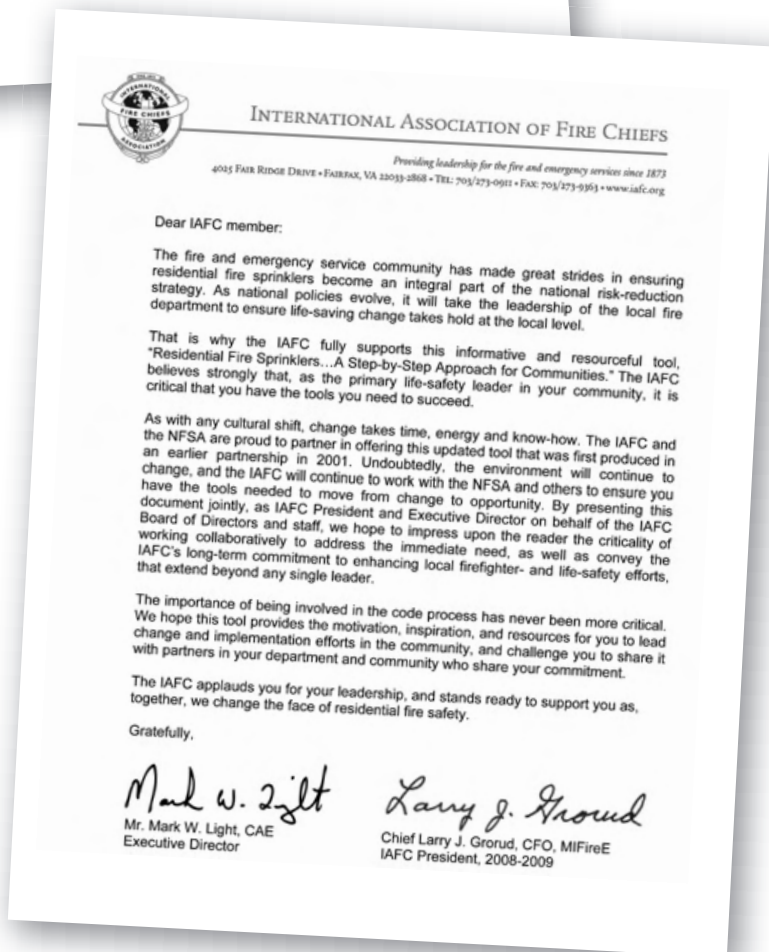 INTERNATIONAL
FIRE CHIEFS
ASSOCIATION
INTERNATIONAL ASSOCIATION OF FIRE CHIEFS
Providing leadership for the fire and emergency services since 1873
4025 FAIR RIDGE DRIVE • FAIRFAX, VA 22033-2868 • TEL: 703/273-0911 • FAX: 703/273-9363 • www.iafc.org
Dear IAFC member:
The fire and emergency service community has made great strides in ensuring
residential fire sprinklers become an integral part of the national risk-reduction
strategy. As national policies evolve, it will take the leadership of the local fire
department to ensure life-saving change takes hold at the local level.
That is why the IAFC fully supports this informative and resourceful tool,
"Residential Fire Sprinklers…A Step-by-Step Approach for Communities." The IAFC
believes strongly that, as the primary life-safety leader in your community, it is
critical that you have the tools you need to succeed.
As with any cultural shift, change takes time, energy and know-how. The IAFC and
the NFSA are proud to partner in offering this updated tool that was first produced in
an earlier partnership in 2001. Undoubtedly, the environment will continue to
change, and the IAFC will continue to work with the NFSA and others to ensure you
have the tools needed to move from change to opportunity. By presenting this
document jointly, as IAFC President and Executive Director on behalf of the IAFC
Board of Directors and staff, we hope to impress upon the reader the criticality of
working collaboratively to address the immediate need, as well as convey the
IAFC's long-term commitment to enhancing local firefighter- and life-safety efforts,
that extend beyond any single leader.
The importance of being involved in the code process has never been more critical.
We hope this tool provides the motivation, inspiration, and resources for you to lead
change and implementation efforts in the community, and challenge you to share it
with partners in your department and community who share your commitment.
The IAFC applauds you for your leadership, and stands ready to support you as,
together, we change the face of residential fire safety.
Gratefully,
Mark W. Light Larry J. Grorud
Mr. Mark W. Light, CAE
Executive Director
Chief Larry J. Grorud, CFO, MIFireE
IAFC President, 2008-2009